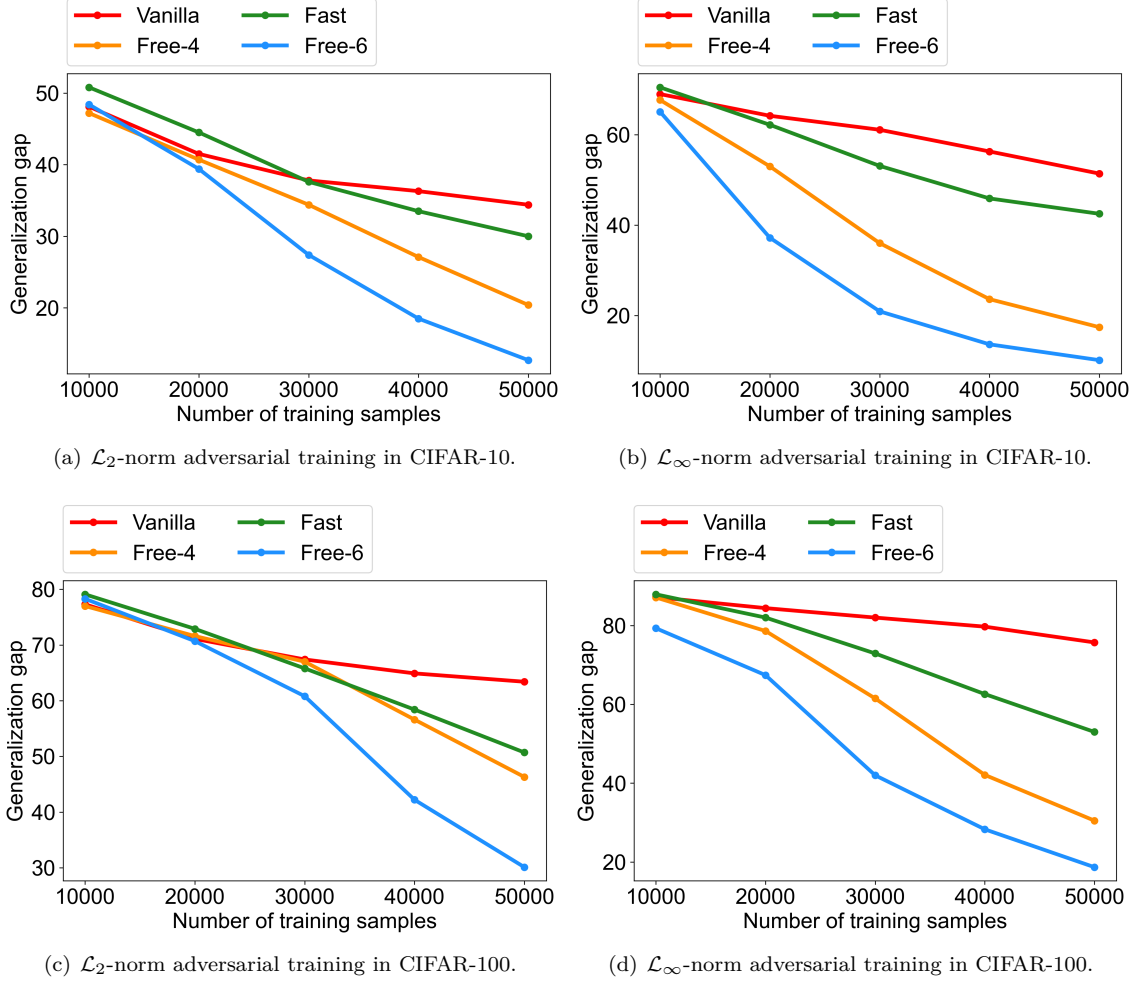 Vanilla Fast
Free-4 Free-6
Generalization gap
50
40
30
20
10000 20000 30000 40000 50000
Number of training samples
(a) ℒ₂-norm adversarial training in CIFAR-10.
Vanilla Fast
Free-4 Free-6
Generalization gap
60
40
20
10000 20000 30000 40000 50000
Number of training samples
(b) ℒ∞-norm adversarial training in CIFAR-10.
Vanilla Fast
Free-4 Free-6
Generalization gap
80
70
60
50
40
30
10000 20000 30000 40000 50000
Number of training samples
(c) ℒ₂-norm adversarial training in CIFAR-100.
Vanilla Fast
Free-4 Free-6
Generalization gap
80
60
40
20
10000 20000 30000 40000 50000
Number of training samples
(d) ℒ∞-norm adversarial training in CIFAR-100.